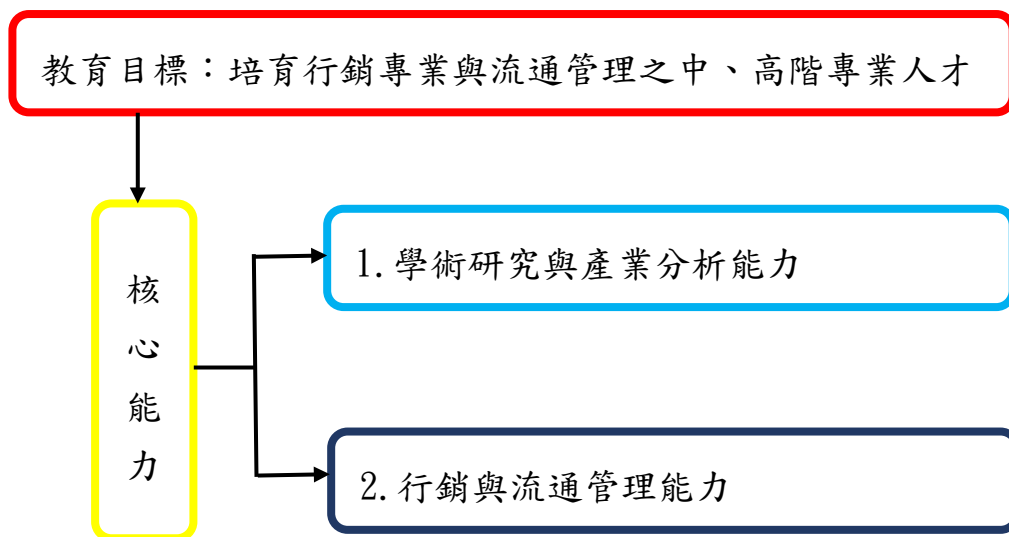 教育目標：培育行銷專業與流通管理之中、高階專業人才
核心能力
1.學術研究與產業分析能力
2.行銷與流通管理能力